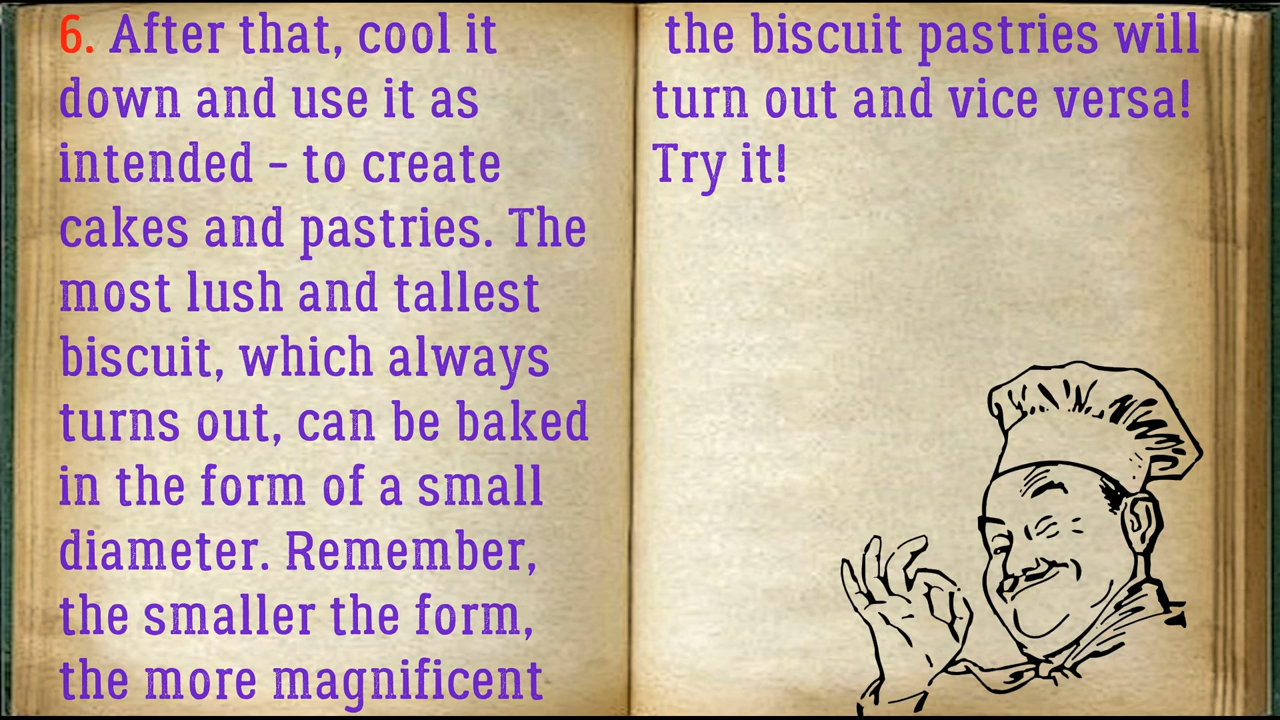 6. After that, cool it
down and use it as
intended – to create
cakes and pastries. The
most lush and tallest
biscuit, which always
turns out, can be baked
in the form of a small
diameter. Remember,
the smaller the form,
the more magnificent
the biscuit pastries will
turn out and vice versa!
Try it!